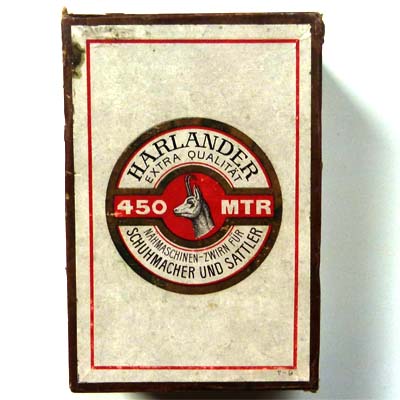 HARLANDER
EXTRA QUALITÄT
450 MTR
NÄHMASCHINEN-ZWIRN FÜR
SCHUHMACHER UND SATTLER